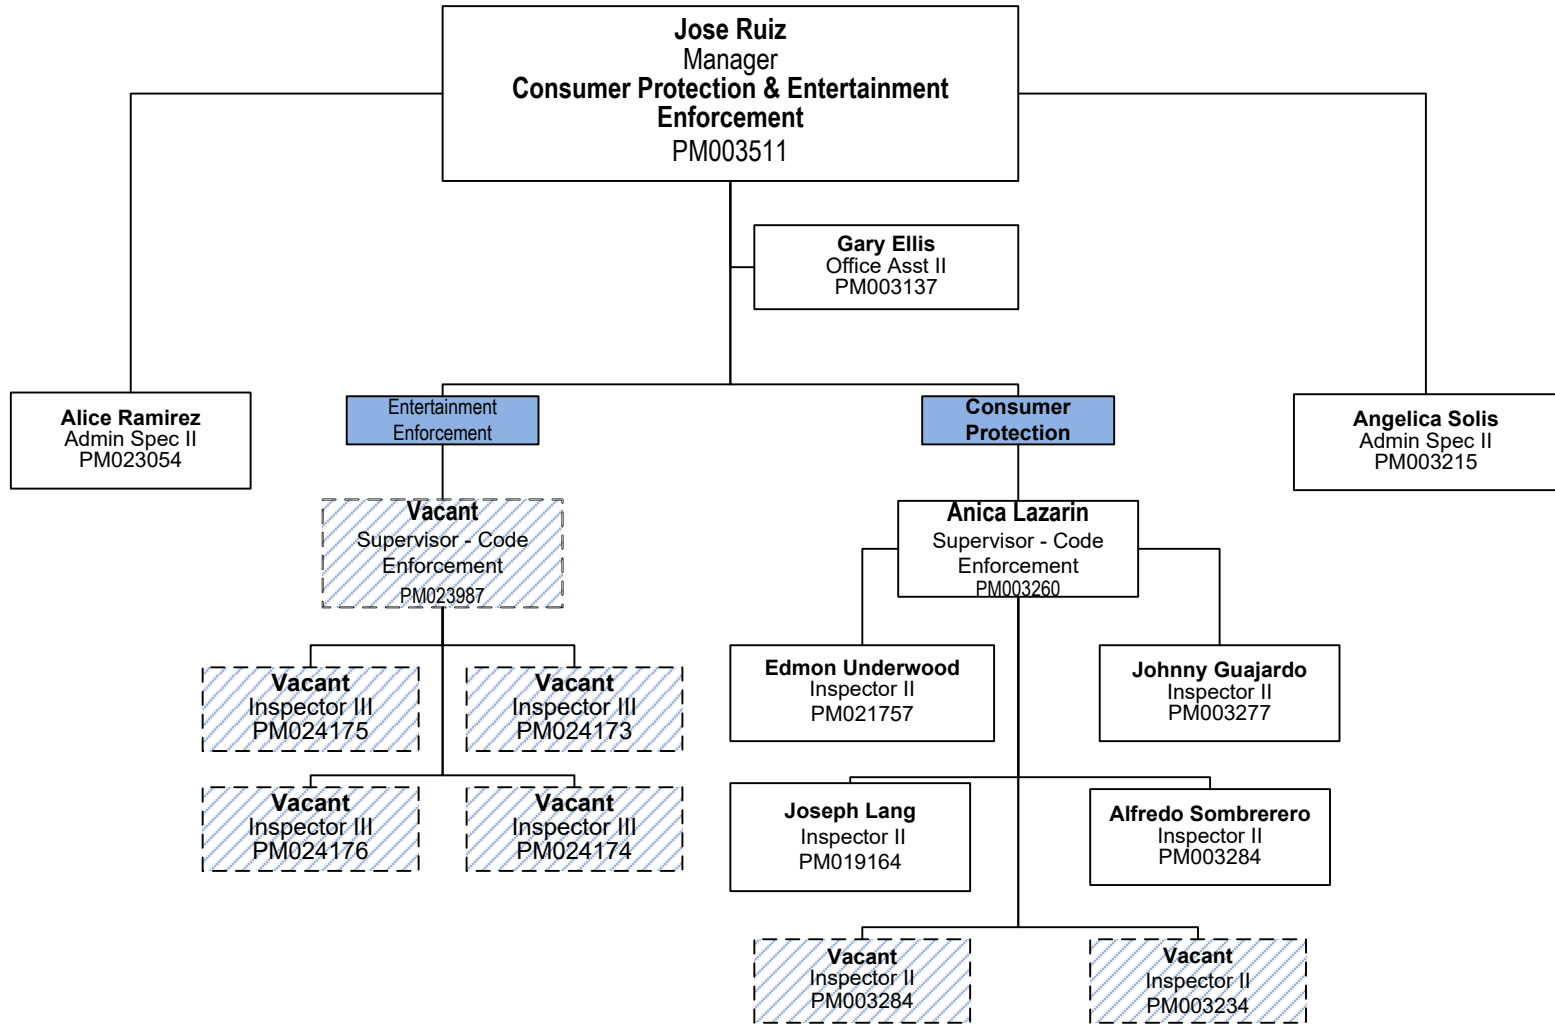 Jose Ruiz
Manager
Consumer Protection & Entertainment
Enforcement
PM003511
Gary Ellis
Office Asst II
PM003137
Alice Ramirez
Admin Spec II
PM023054
Entertainment
Enforcement
Consumer
Protection
Angelica Solis
Admin Spec II
PM003215
Vacant
Supervisor - Code
Enforcement
PM023987
Anica Lazarin
Supervisor - Code
Enforcement
PM003260
Vacant
Inspector III
PM024175
Vacant
Inspector III
PM024173
Edmon Underwood
Inspector II
PM021757
Johnny Guajardo
Inspector II
PM003277
Vacant
Inspector III
PM024176
Vacant
Inspector III
PM024174
Joseph Lang
Inspector II
PM019164
Alfredo Sombrerero
Inspector II
PM003284
Vacant
Inspector II
PM003284
Vacant
Inspector II
PM003234